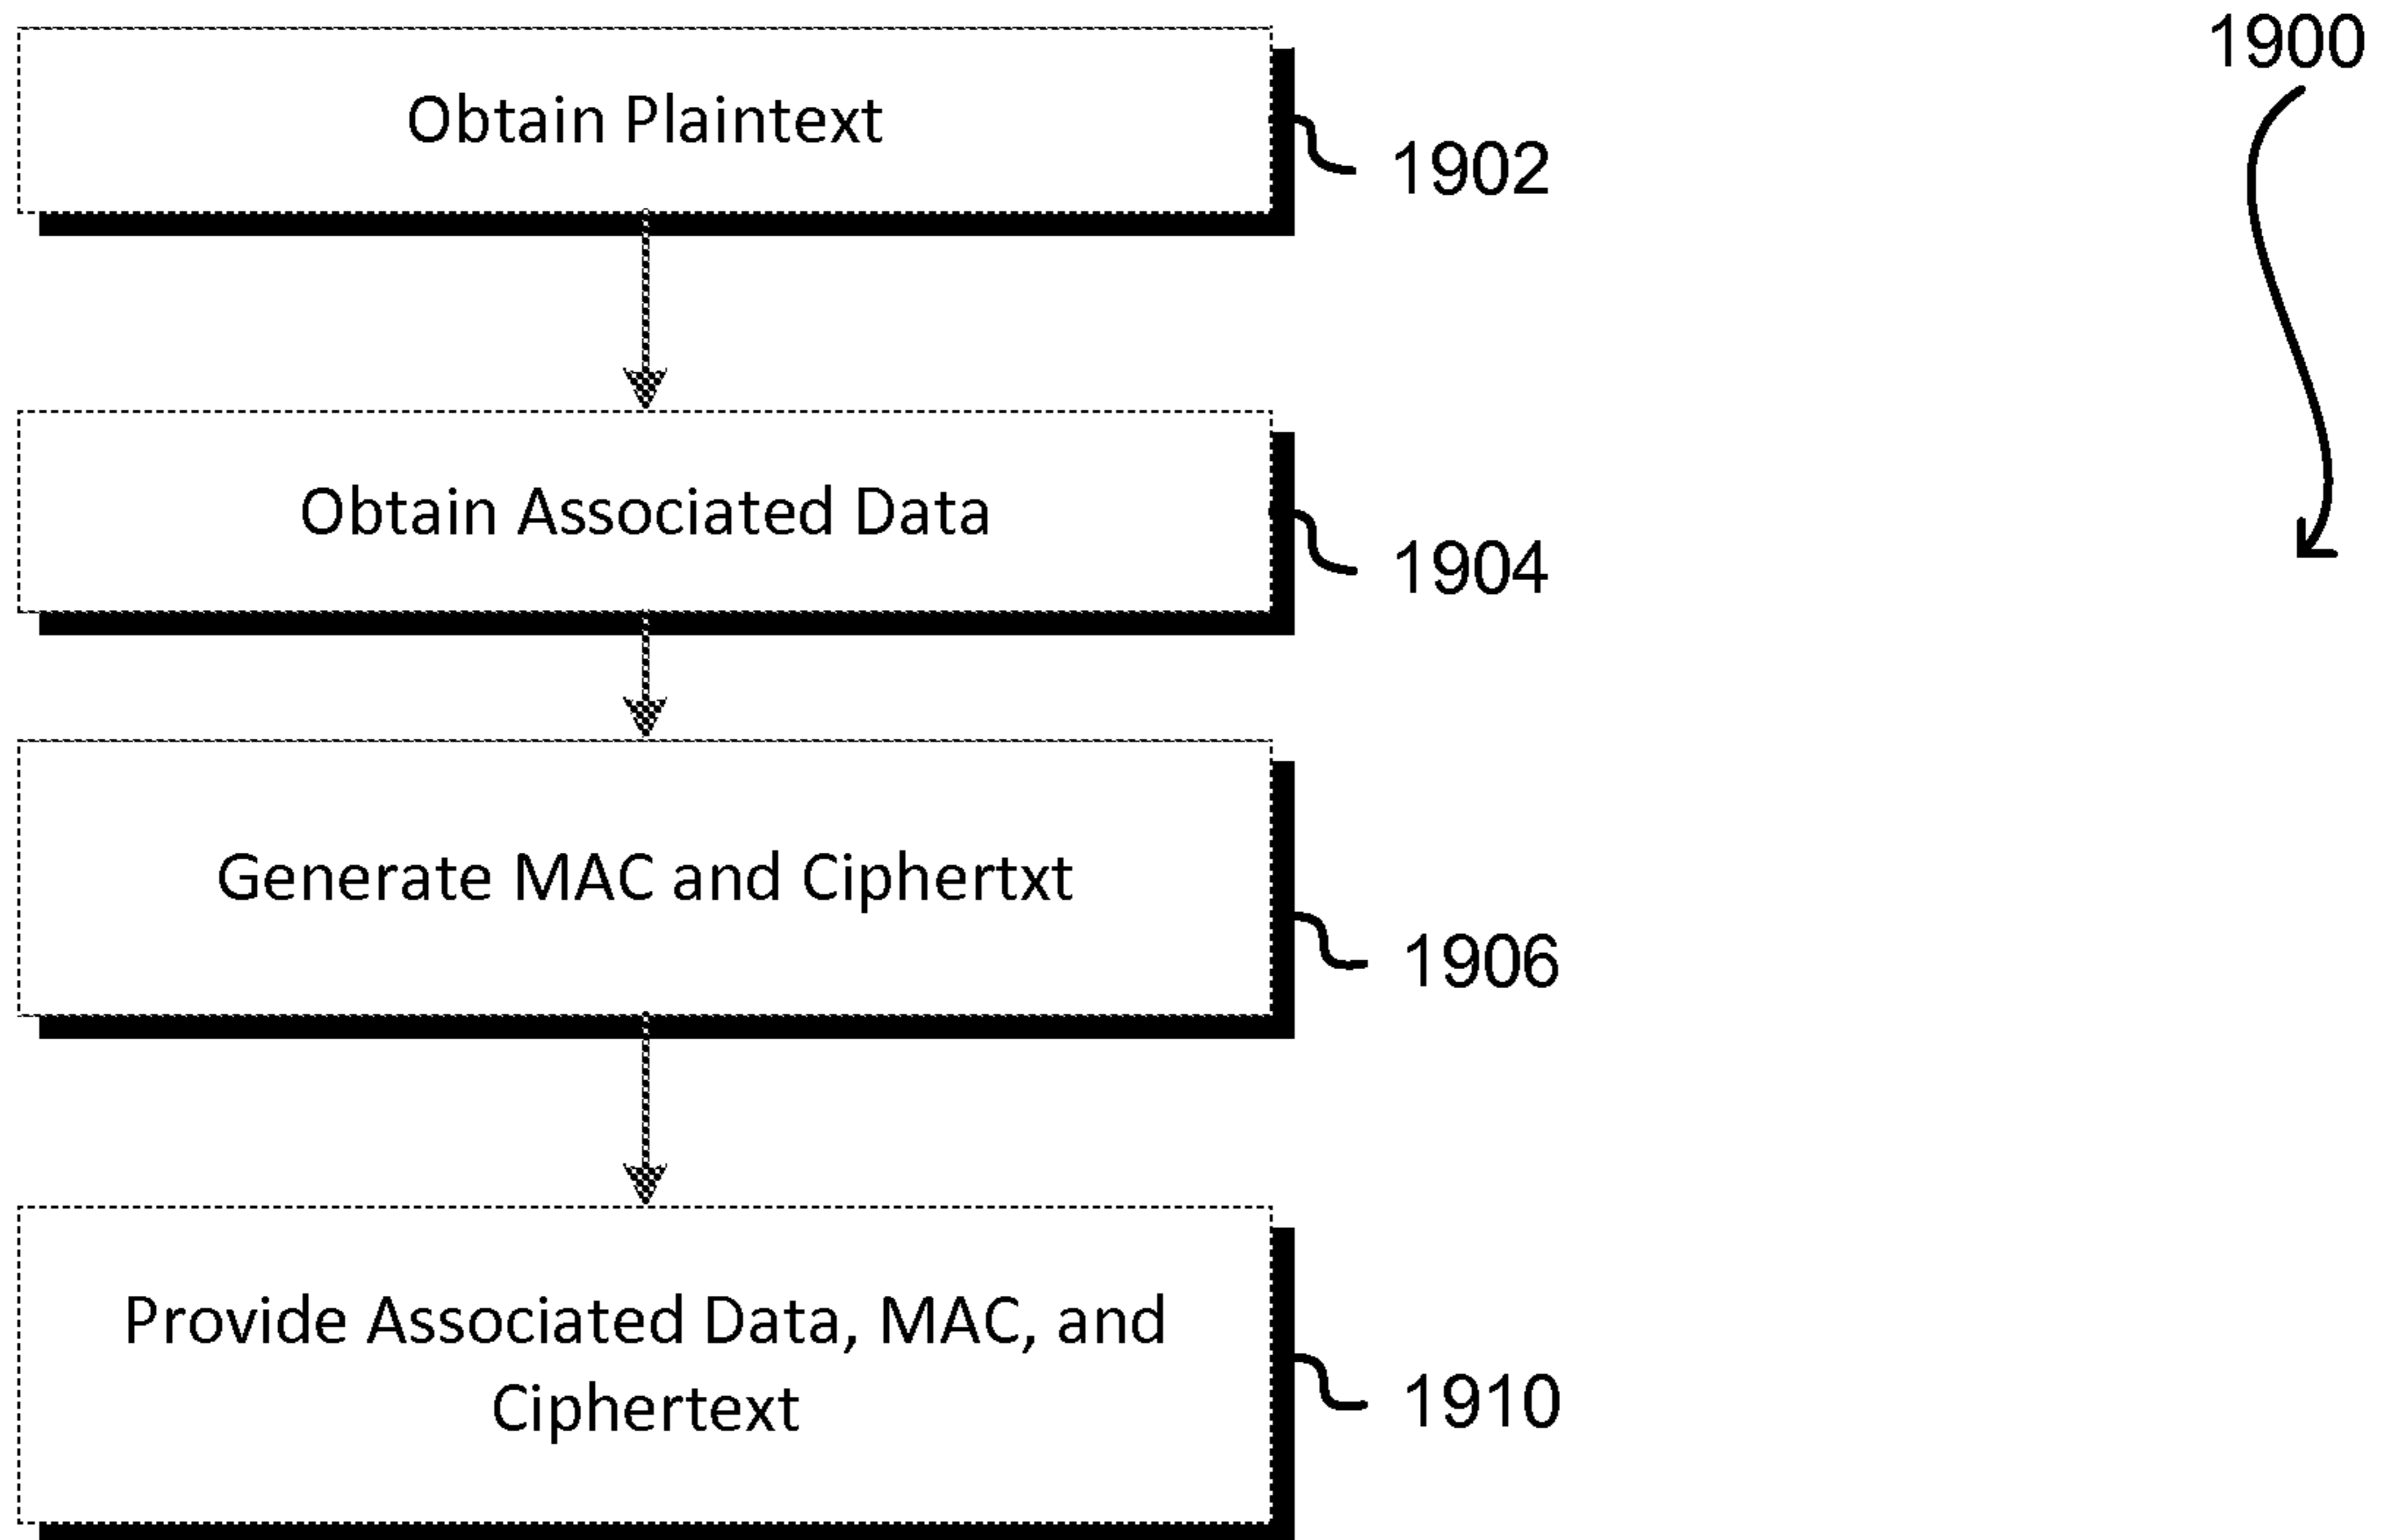 1900
Obtain Plaintext
1902
Obtain Associated Data
1904
Generate MAC and Ciphertxt
1906
Provide Associated Data, MAC, and
Ciphertext
1910